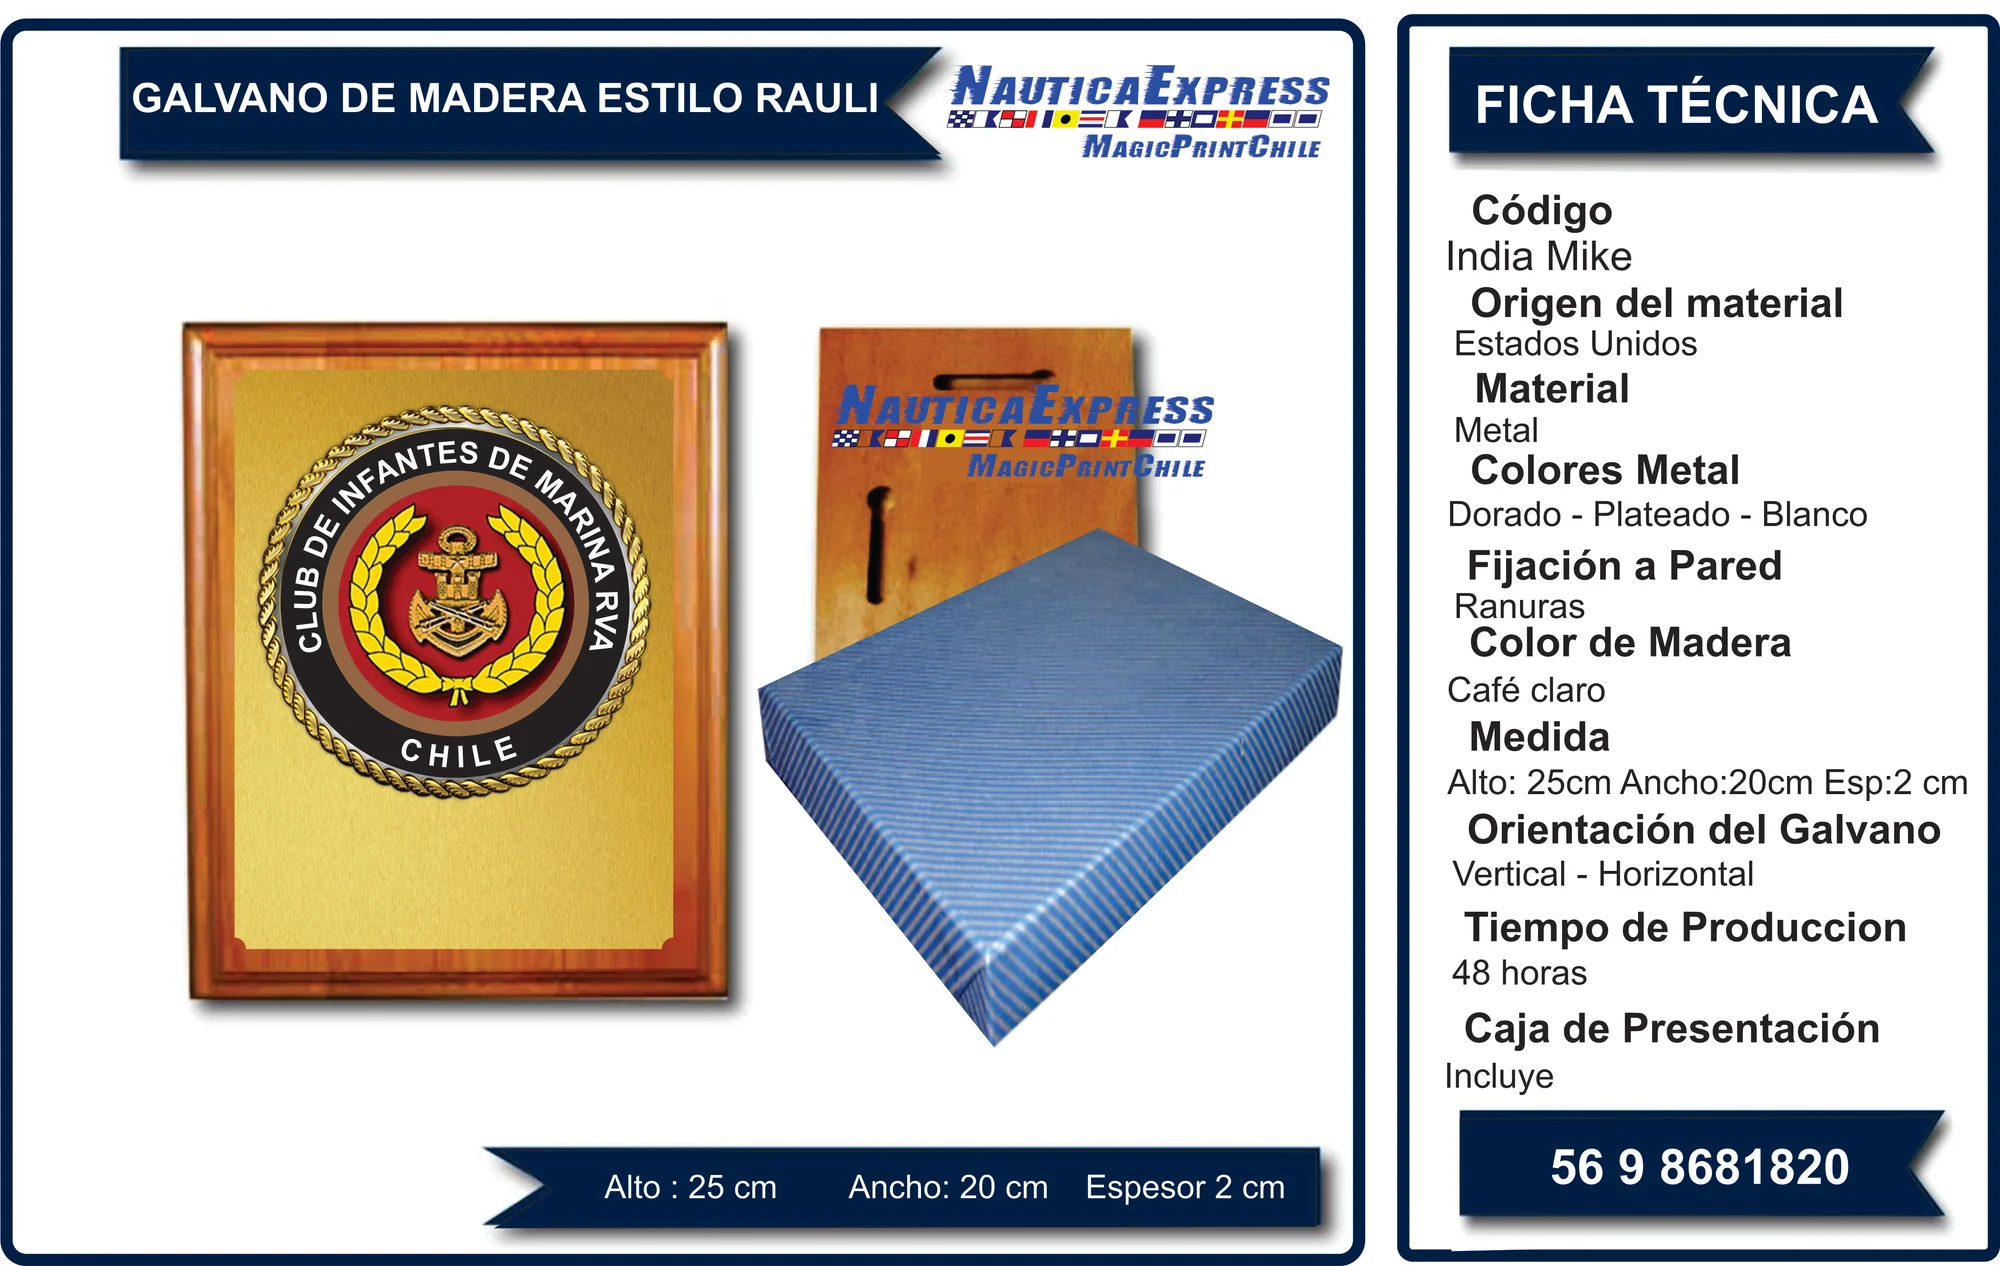 GALVANO DE MADERA ESTILO RAULI
NAUTICAEXPRESS
MAGICPRINTCHILE
CLUB DE INFANTES DE MARINA RVA
CHILE
NAUTICAEXPRESS
MAGICPRINTCHILE
Alto : 25 cm Ancho: 20 cm Espesor 2 cm
FICHA TÉCNICA
Código
India Mike
Origen del material
Estados Unidos
Material
Metal
Colores Metal
Dorado - Plateado - Blanco
Fijación a Pared
Ranuras
Color de Madera
Café claro
Medida
Alto: 25cm Ancho:20cm Esp:2 cm
Orientación del Galvano
Vertical - Horizontal
Tiempo de Produccion
48 horas
Caja de Presentación
Incluye
56 9 8681820